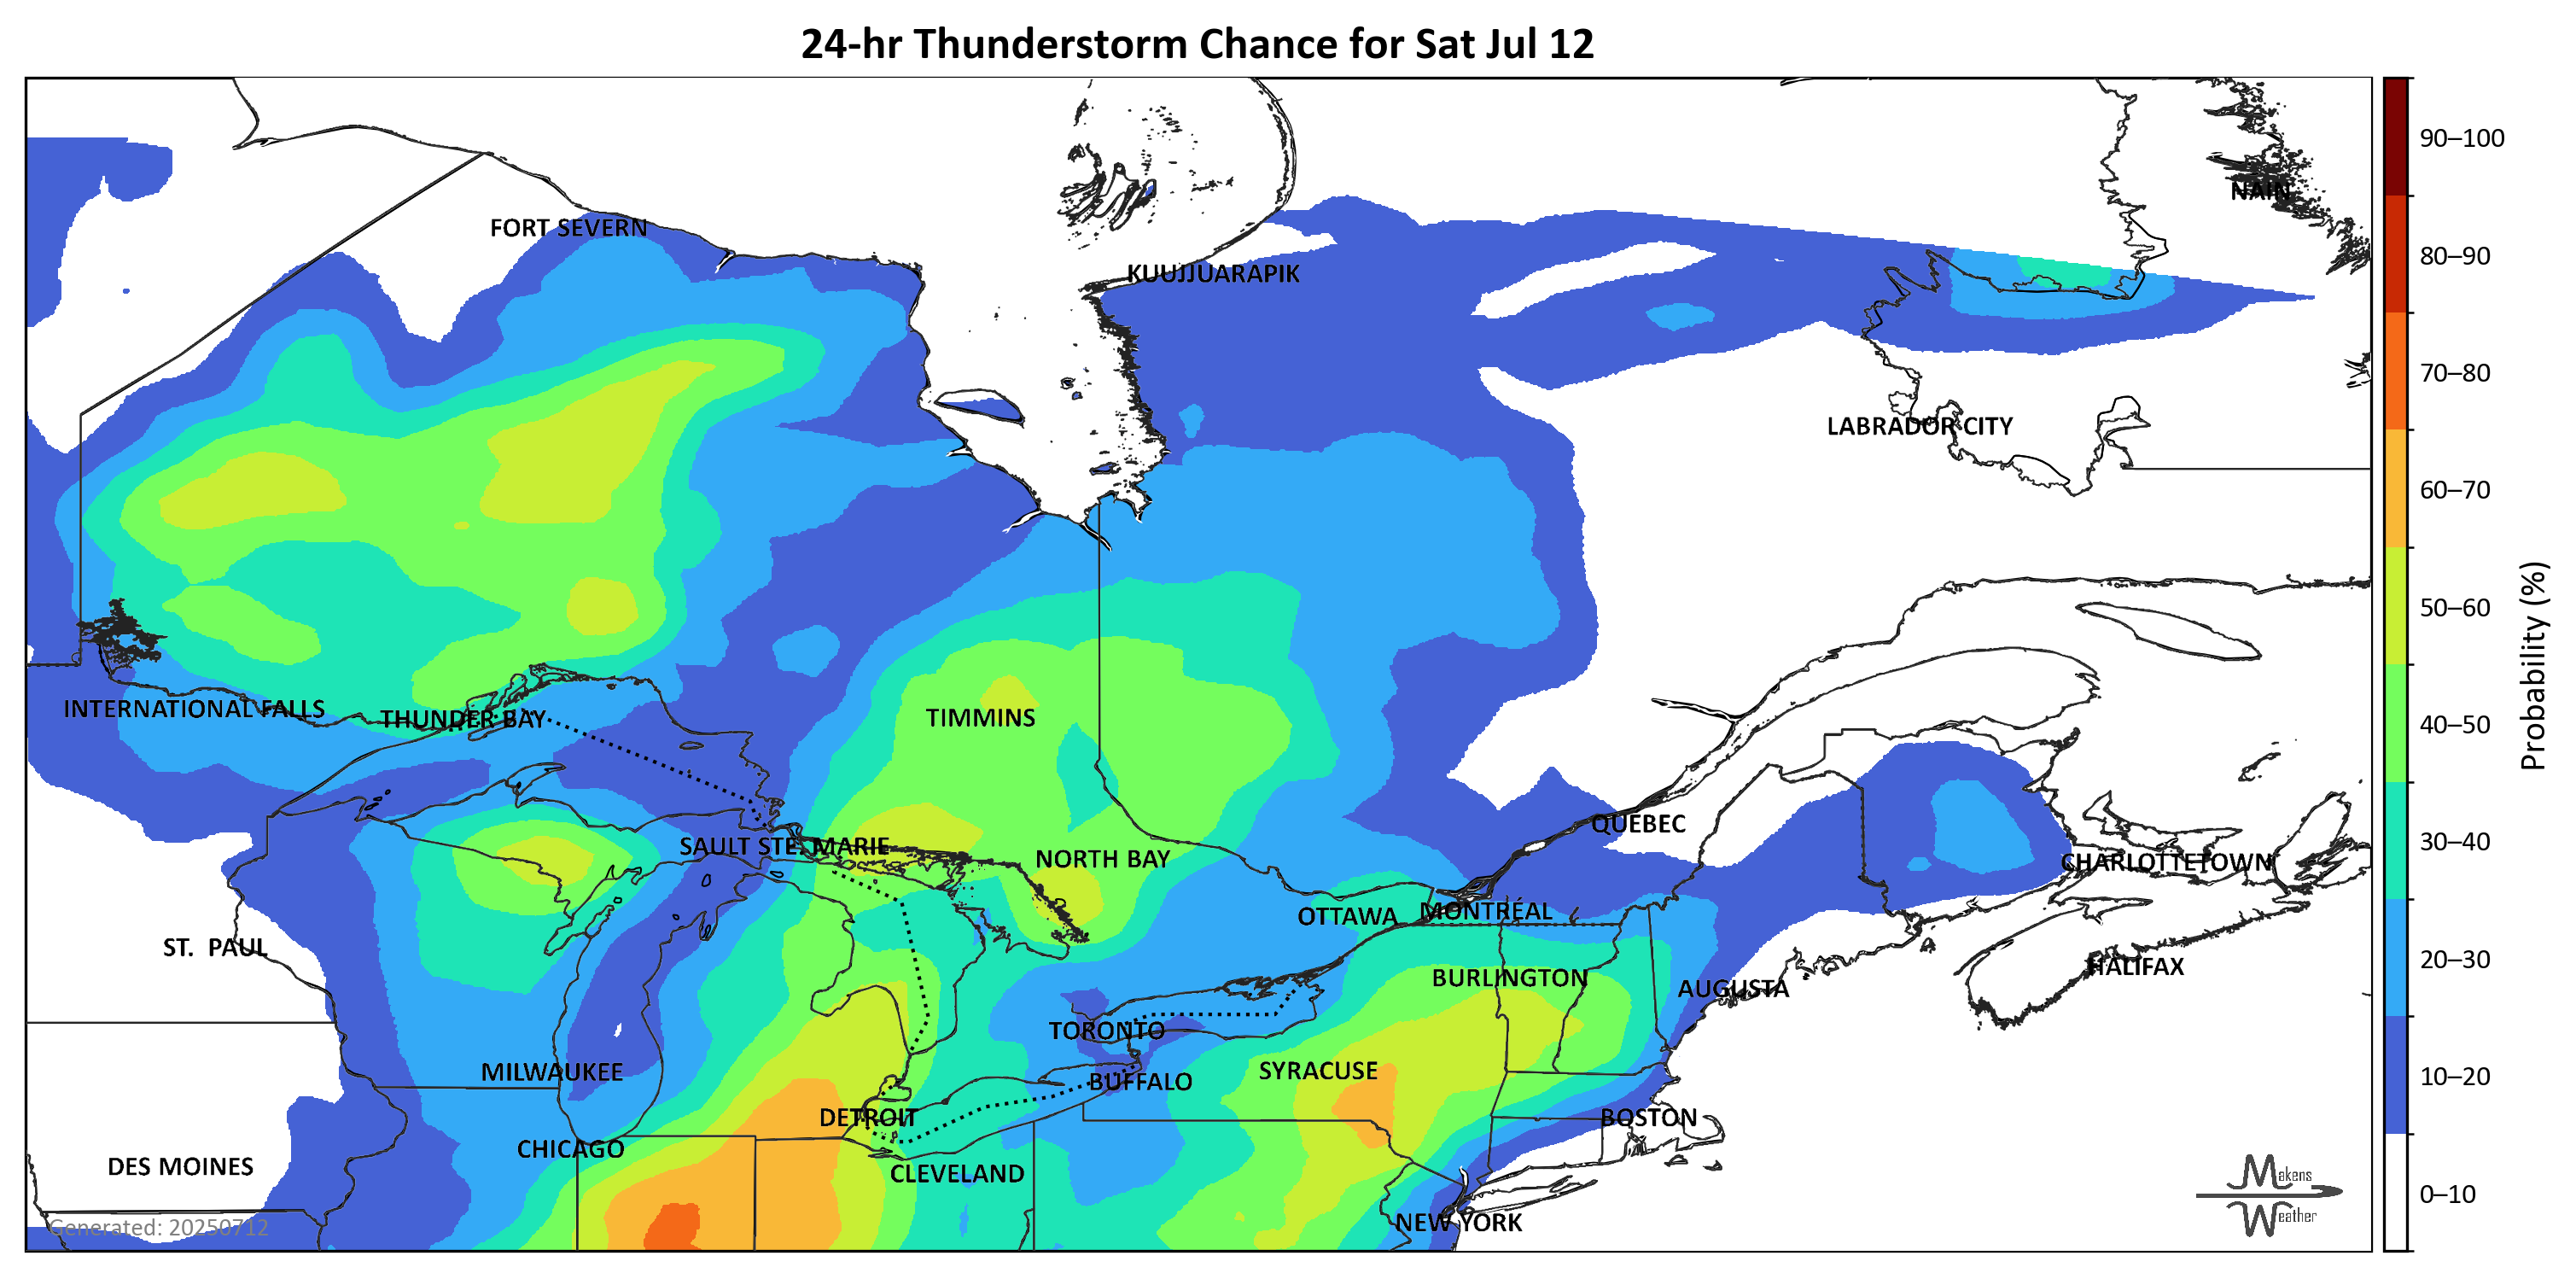 24-hr Thunderstorm Chance for Sat Jul 12
90–100
NAIN
FORT SEVERN
80–90
KUUJJUARAPIK
70–80
LABRADOR CITY
60–70
50–60
INTERNATIONAL FALLS
THUNDER BAY
TIMMINS
40–50
Probability (%)
QUEBEC
SAULT STE. MARIE
NORTH BAY
CHARLOTTETOWN
30–40
OTTAWA
MONTRÉAL
ST. PAUL
BURLINGTON
AUGUSTA
HALIFAX
20–30
TORONTO
MILWAUKEE
BUFFALO
SYRACUSE
10–20
DETROIT
BOSTON
CHICAGO
DES MOINES
CLEVELAND
Makens
Weather
0–10
Generated: 20250712
NEW YORK